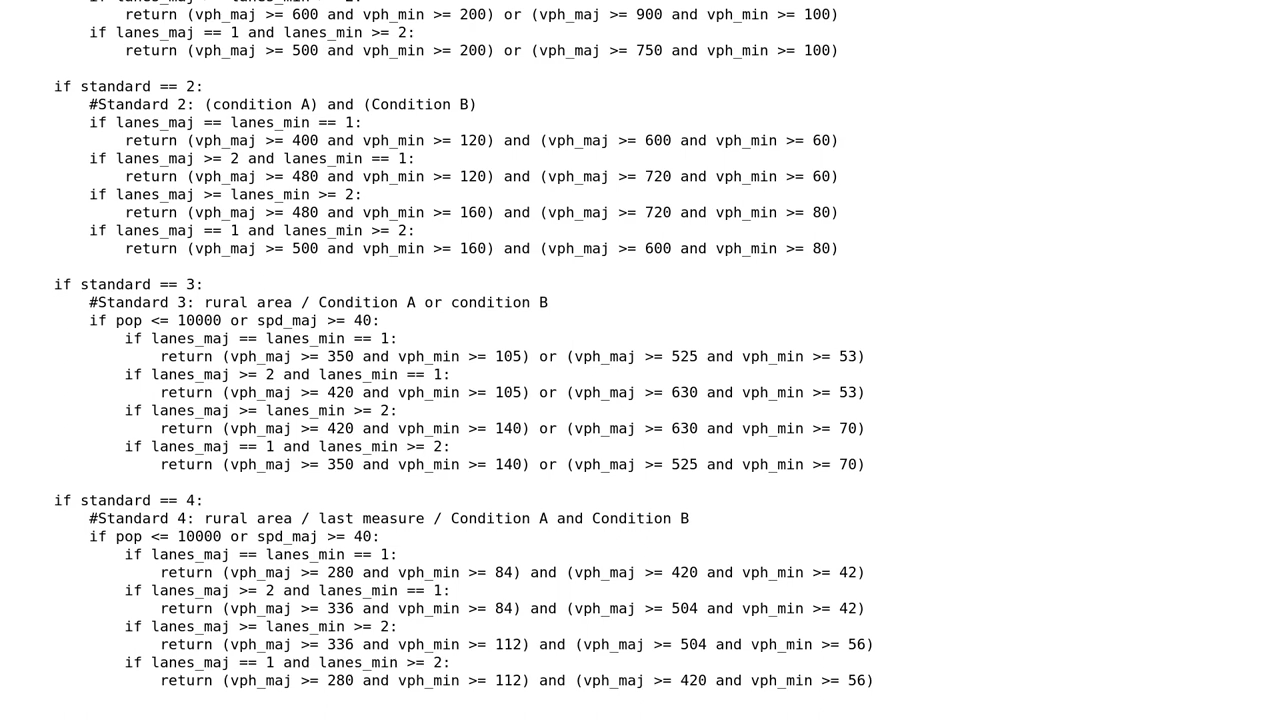 return (vph_maj >= 600 and vph_min >= 200) or (vph_maj >= 900 and vph_min >= 100)
    if lanes_maj == 1 and lanes_min >= 2:
        return (vph_maj >= 500 and vph_min >= 200) or (vph_maj >= 750 and vph_min >= 100)

if standard == 2:
    #Standard 2: (condition A) and (Condition B)
    if lanes_maj == lanes_min == 1:
        return (vph_maj >= 400 and vph_min >= 120) and (vph_maj >= 600 and vph_min >= 60)
    if lanes_maj >= 2 and lanes_min == 1:
        return (vph_maj >= 480 and vph_min >= 120) and (vph_maj >= 720 and vph_min >= 60)
    if lanes_maj >= lanes_min >= 2:
        return (vph_maj >= 480 and vph_min >= 160) and (vph_maj >= 720 and vph_min >= 80)
    if lanes_maj == 1 and lanes_min >= 2:
        return (vph_maj >= 500 and vph_min >= 160) and (vph_maj >= 600 and vph_min >= 80)

if standard == 3:
    #Standard 3: rural area / Condition A or condition B
    if pop <= 10000 or spd_maj >= 40:
        if lanes_maj == lanes_min == 1:
            return (vph_maj >= 350 and vph_min >= 105) or (vph_maj >= 525 and vph_min >= 53)
        if lanes_maj >= 2 and lanes_min == 1:
            return (vph_maj >= 420 and vph_min >= 105) or (vph_maj >= 630 and vph_min >= 53)
        if lanes_maj >= lanes_min >= 2:
            return (vph_maj >= 420 and vph_min >= 140) or (vph_maj >= 630 and vph_min >= 70)
        if lanes_maj == 1 and lanes_min >= 2:
            return (vph_maj >= 350 and vph_min >= 140) or (vph_maj >= 525 and vph_min >= 70)

if standard == 4:
    #Standard 4: rural area / last measure / Condition A and Condition B
    if pop <= 10000 or spd_maj >= 40:
        if lanes_maj == lanes_min == 1:
            return (vph_maj >= 280 and vph_min >= 84) and (vph_maj >= 420 and vph_min >= 42)
        if lanes_maj >= 2 and lanes_min == 1:
            return (vph_maj >= 336 and vph_min >= 84) and (vph_maj >= 504 and vph_min >= 42)
        if lanes_maj >= lanes_min >= 2:
            return (vph_maj >= 336 and vph_min >= 112) and (vph_maj >= 504 and vph_min >= 56)
        if lanes_maj == 1 and lanes_min >= 2:
            return (vph_maj >= 280 and vph_min >= 112) and (vph_maj >= 420 and vph_min >= 56)